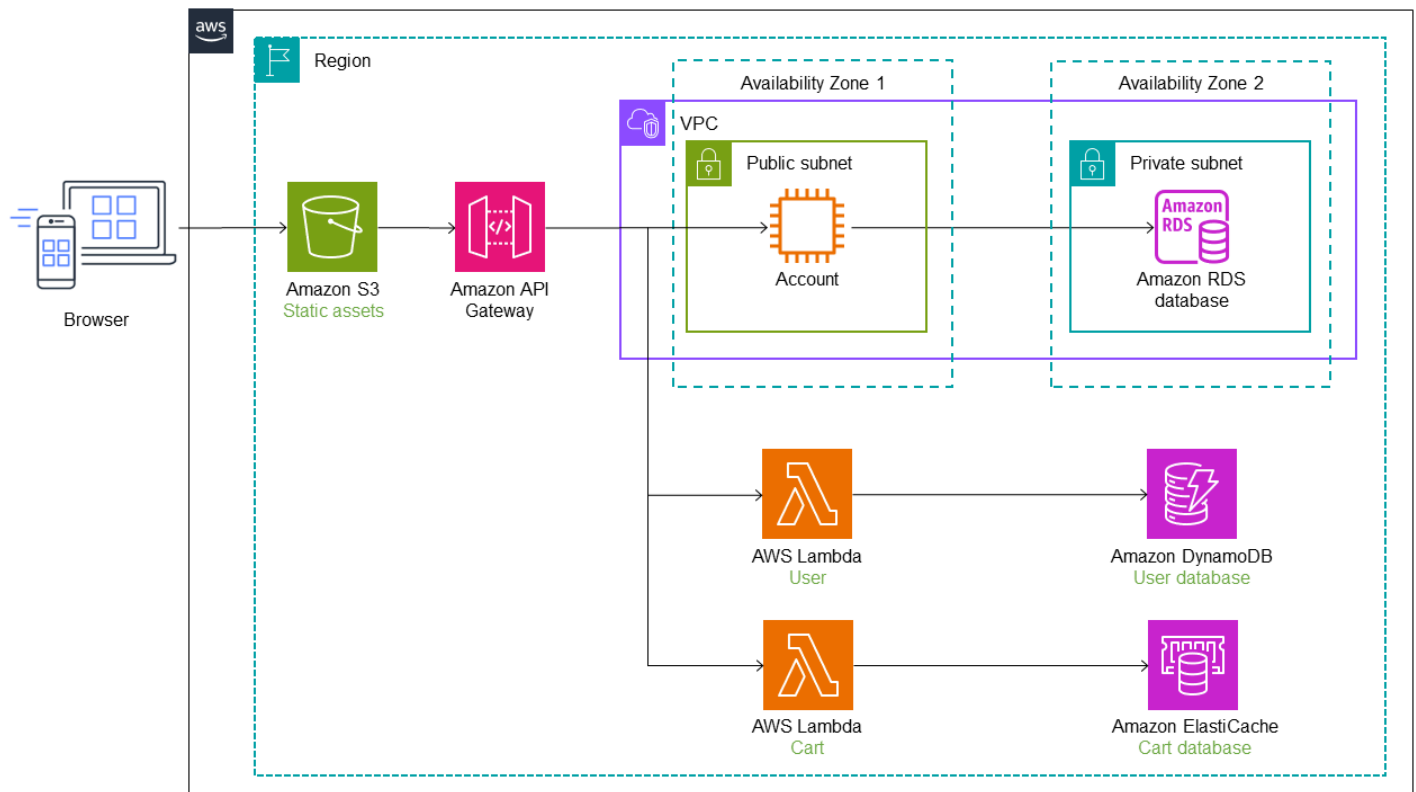 aws
Region
Availability Zone 1
Availability Zone 2
VPC
Public subnet
Private subnet
Amazon
RDS
</>
Account
Amazon RDS
database
Amazon S3
Static assets
Amazon API
Gateway
Browser
AWS Lambda
User
Amazon DynamoDB
User database
AWS Lambda
Cart
Amazon ElastiCache
Cart database